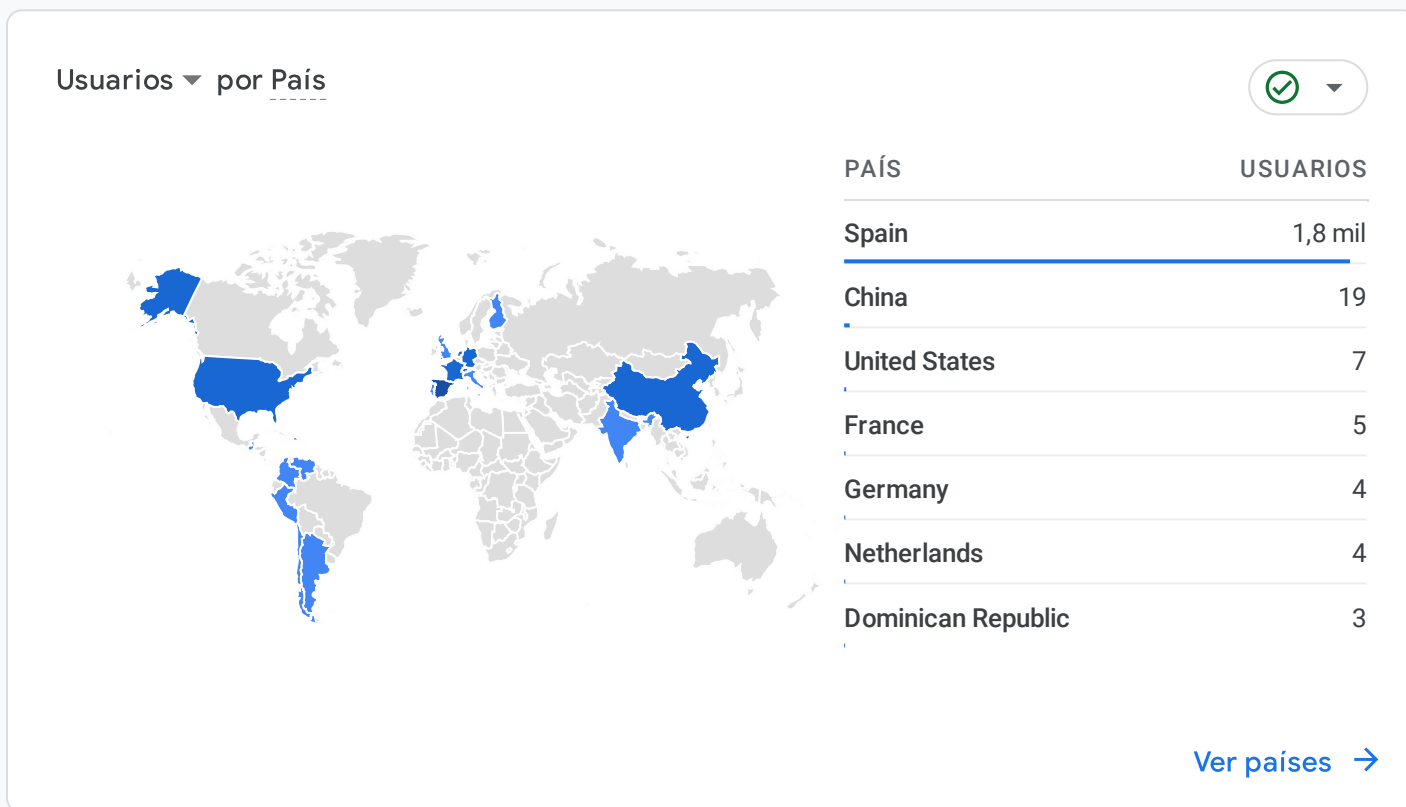 Usuarios por País
PAÍS USUARIOS
Spain 1,8 mil
China 19
United States 7
France 5
Germany 4
Netherlands 4
Dominican Republic 3
Ver países